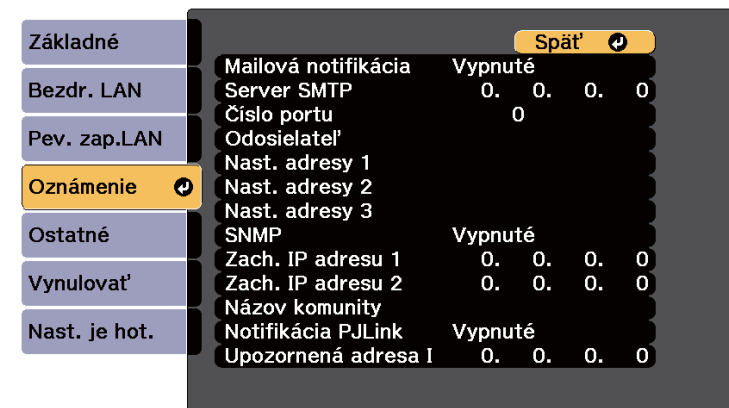 Základné
Bezdr. LAN
Pev. zap.LAN
Oznámenie
Ostatné
Vynulovať
Nast. je hot.
Späť
Mailová notifikácia Vypnuté
Server SMTP 0. 0. 0. 0
Číslo portu 0
Odosielateľ
Nast. adresy 1
Nast. adresy 2
Nast. adresy 3
SNMP Vypnuté
Zach. IP adresu 1 0. 0. 0. 0
Zach. IP adresu 2 0. 0. 0. 0
Názov komunity
Notifikácia PJLink Vypnuté
Upozornená adresa I 0. 0. 0. 0